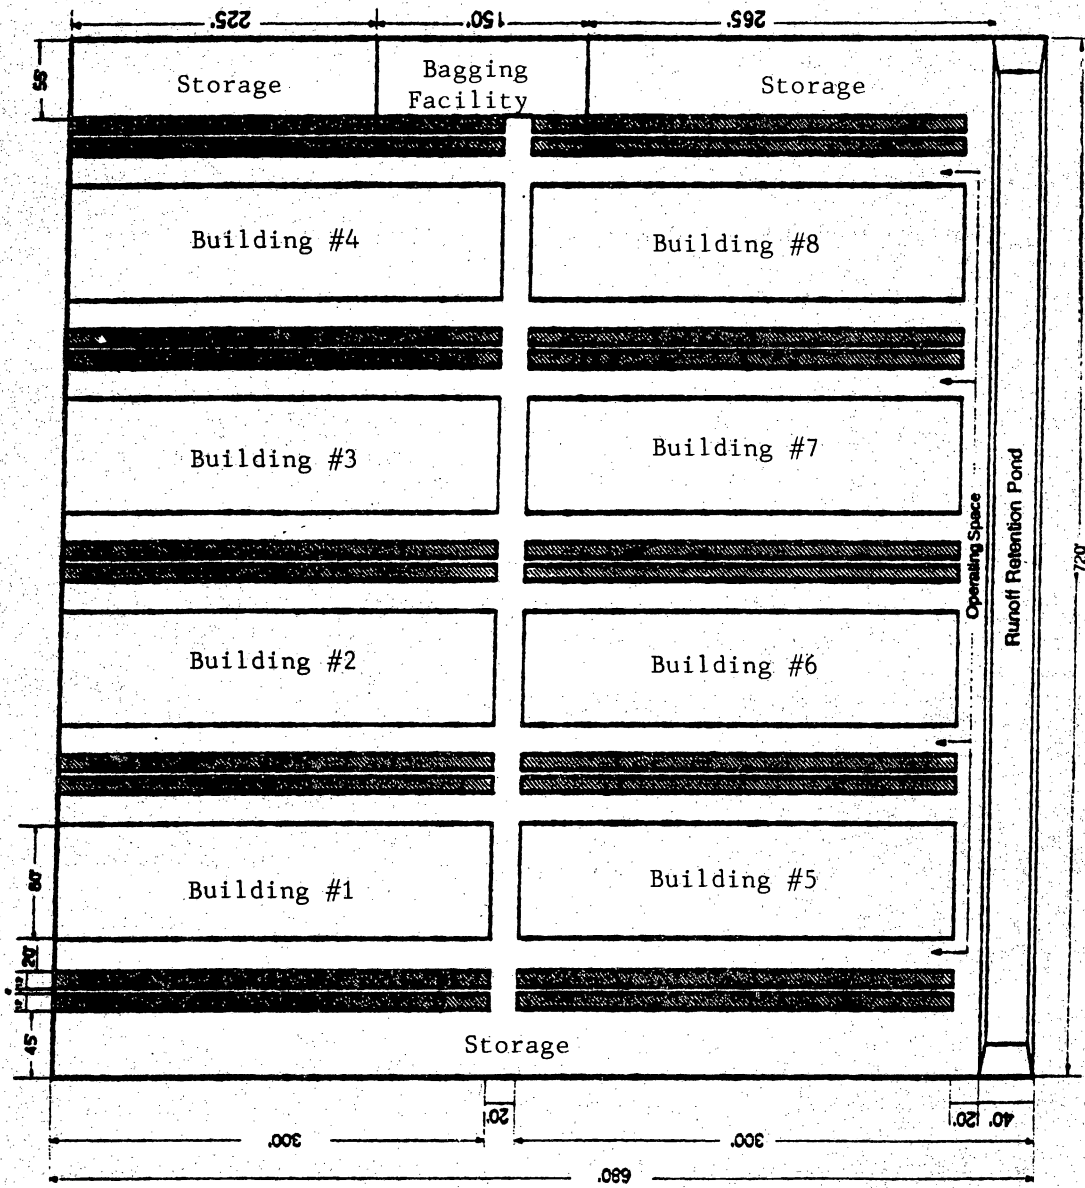 225'
150'
265'
55'
Storage
Bagging
Facility
Storage
Building #4
Building #8
Building #3
Building #7
Operating Space
Runoff Retention Pond
720'
Building #2
Building #6
Building #1
Building #5
20'
45'
Storage
20'
20'
40'
300'
300'
680'